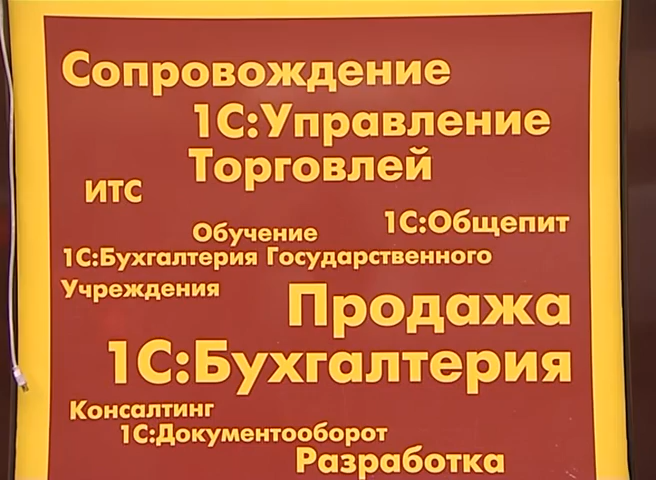 Сопровождение
1С:Управление
Торговлей
ИТС
1С:Общепит
Обучение
1С:Бухгалтерия Государственного
Учреждения
Продажа
1С:Бухгалтерия
Консалтинг
1С:Документооборот
Разработка